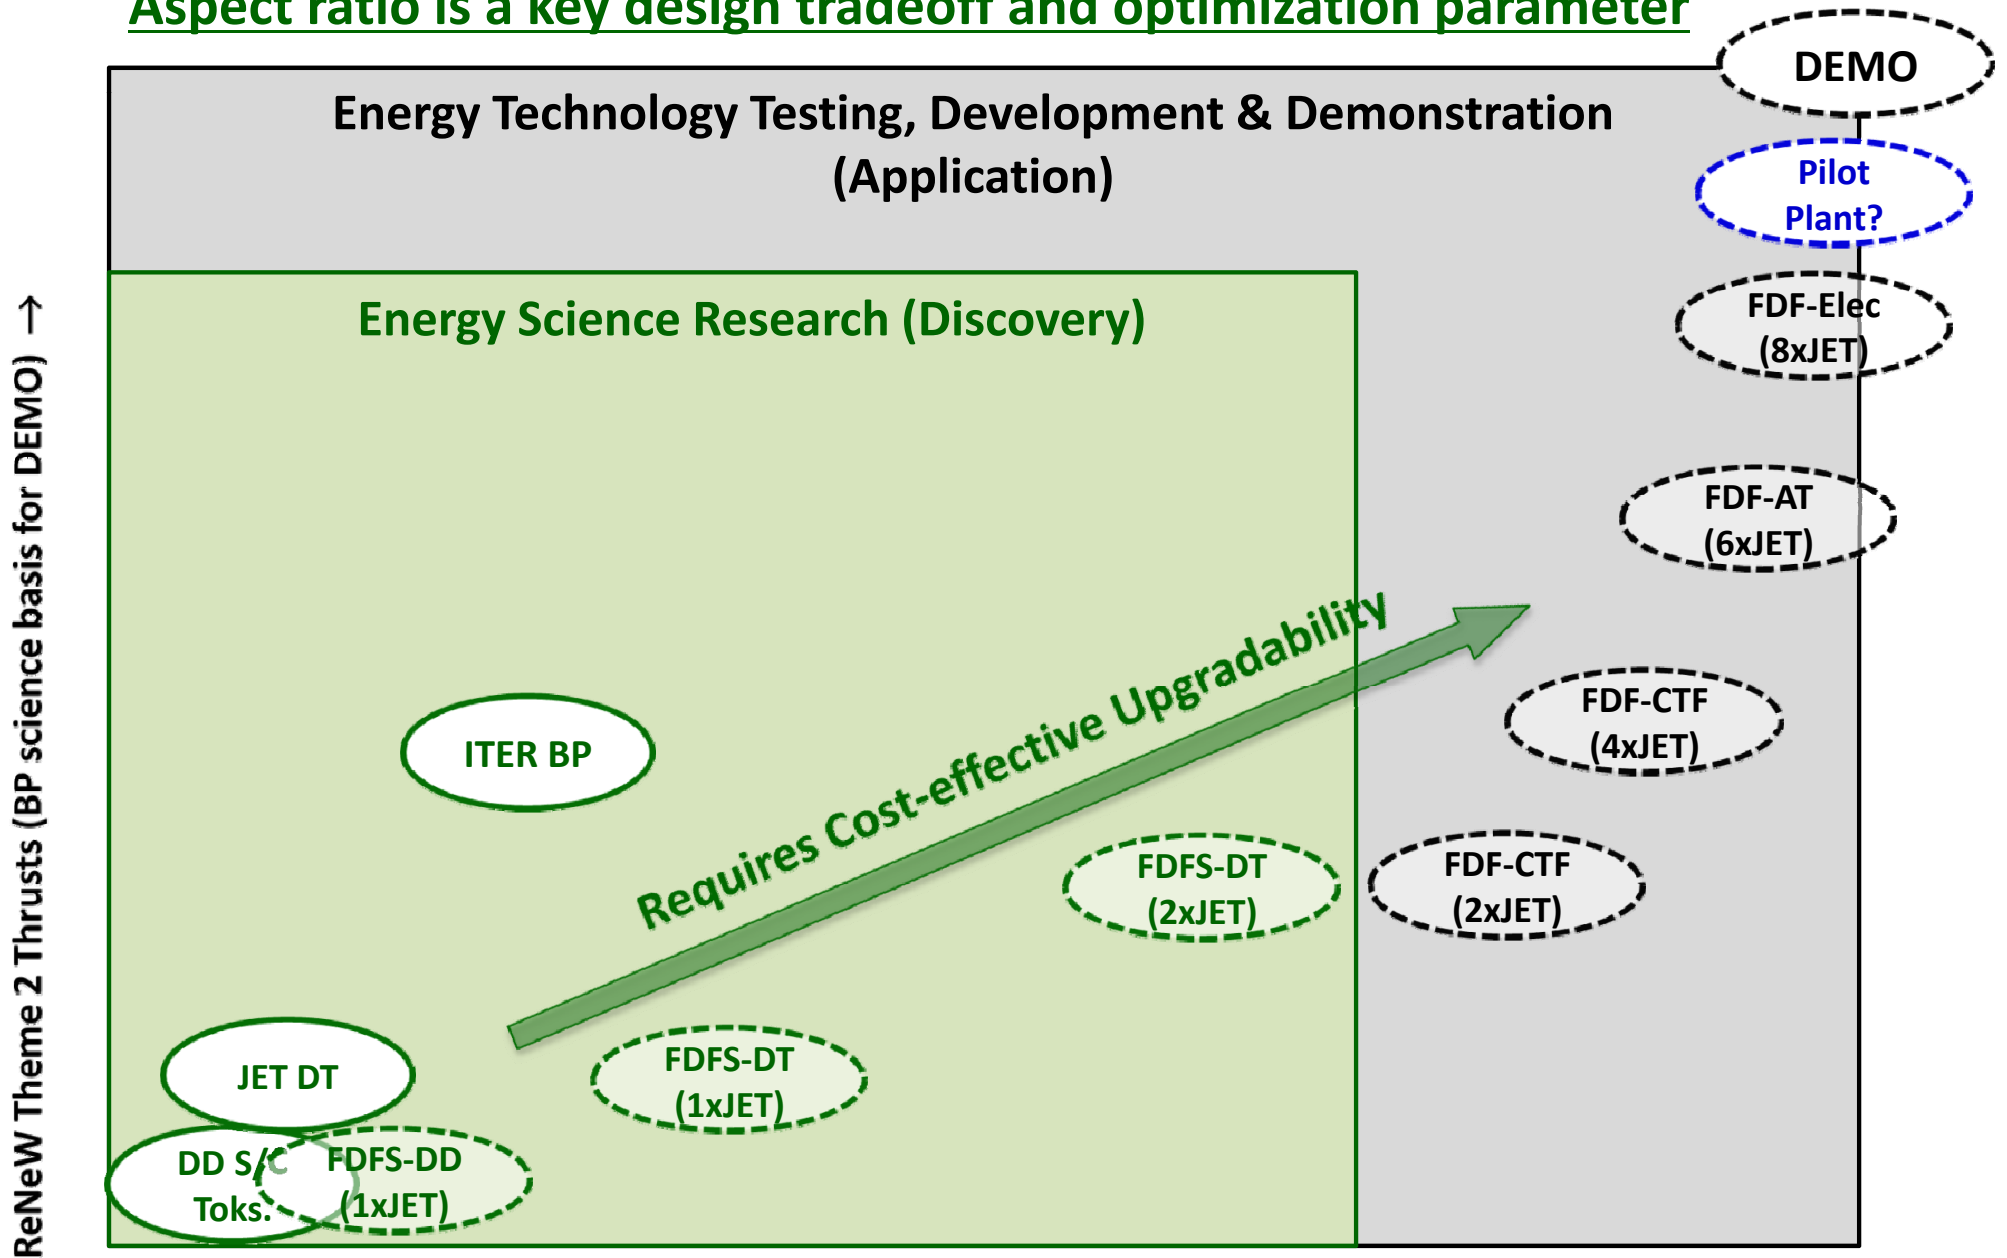 Aspect ratio is a key design tradeoff and optimization parameter
DEMO
Energy Technology Testing, Development & Demonstration
(Application)
Pilot
Plant?
Energy Science Research (Discovery)
FDF-Elec
(8xJET)
FDF-AT
(6xJET)
Requires Cost-effective Upgradability
FDF-CTF
(4xJET)
ITER BP
FDFS-DT
(2xJET)
FDF-CTF
(2xJET)
JET DT
FDFS-DT
(1xJET)
DD S/C
Toks.
FDFS-DD
(1xJET)
ReNeW Theme 2 Thrusts (BP science basis for DEMO) →